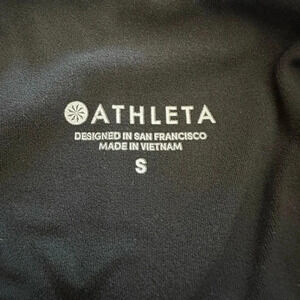 ATHLETA
DESIGNED IN SAN FRANCISCO
MADE IN VIETNAM
S